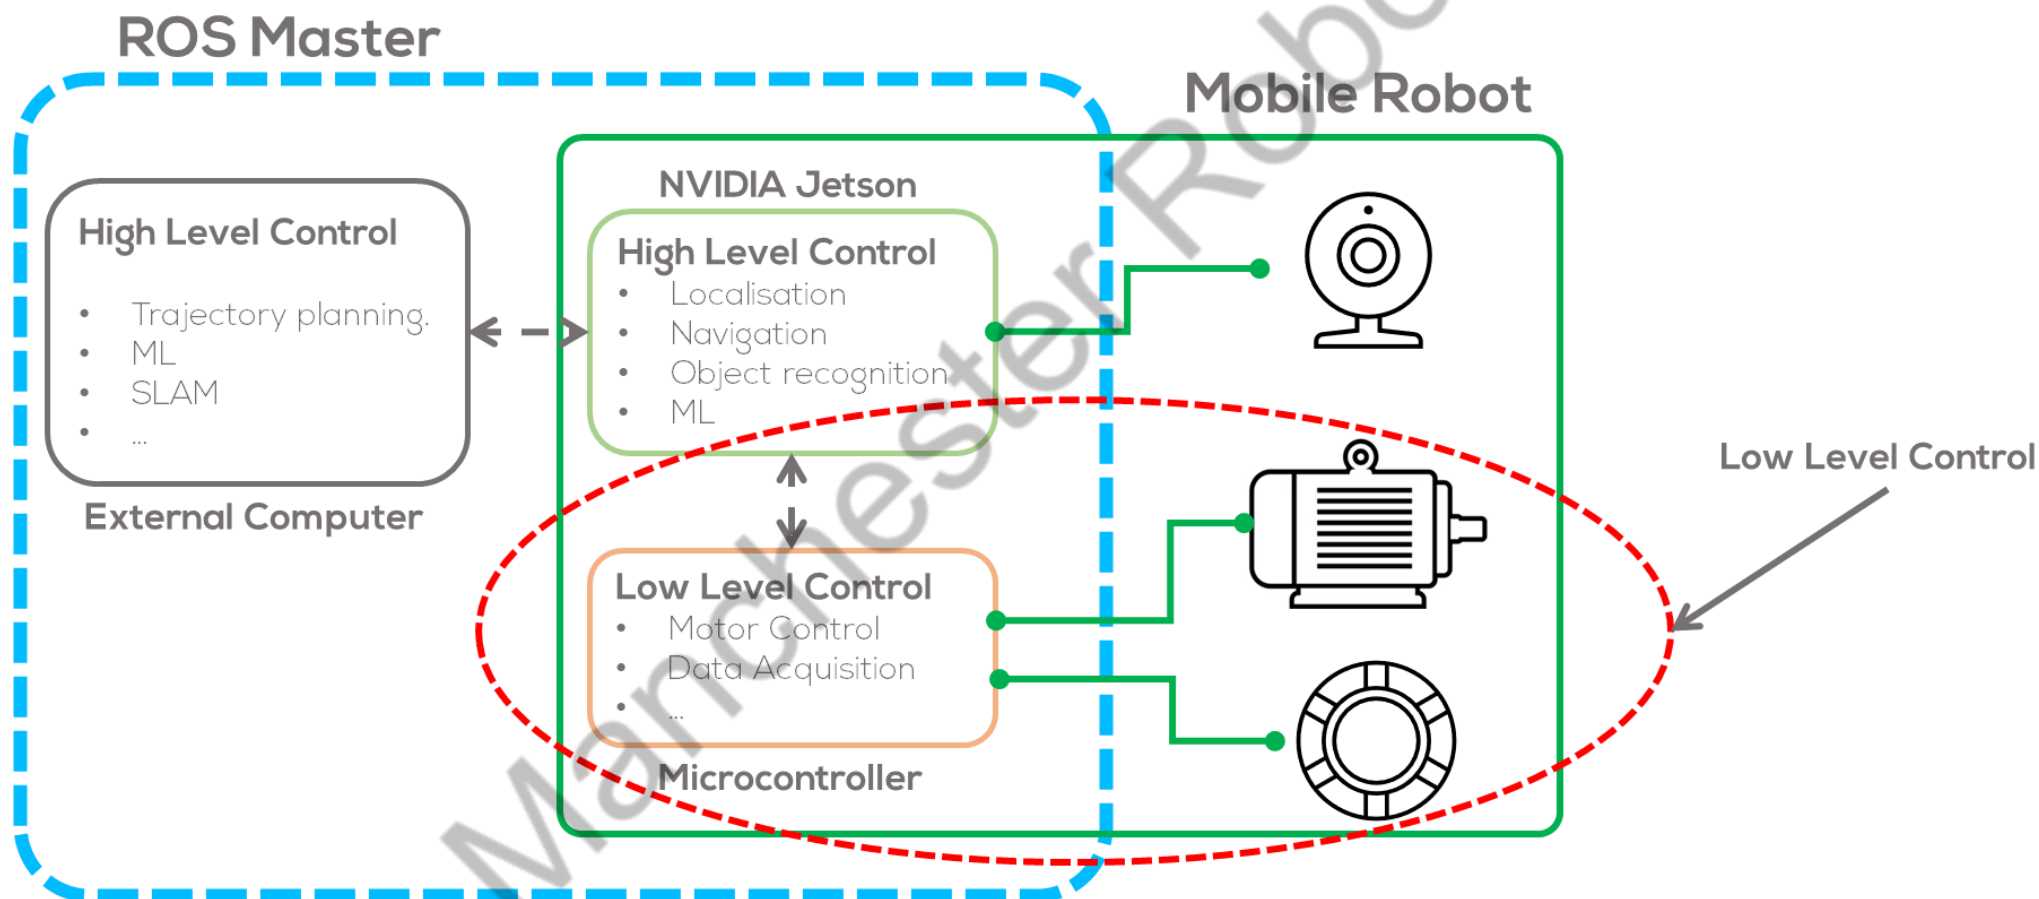 ROS Master
Mobile Robot
High Level Control
• Trajectory planning.
• ML
• SLAM
• ...
External Computer
NVIDIA Jetson
High Level Control
• Localisation
• Navigation
• Object recognition
• ML
Low Level Control
• Motor Control
• Data Acquisition
• ...
Microcontroller
Low Level Control
Manchester Robo